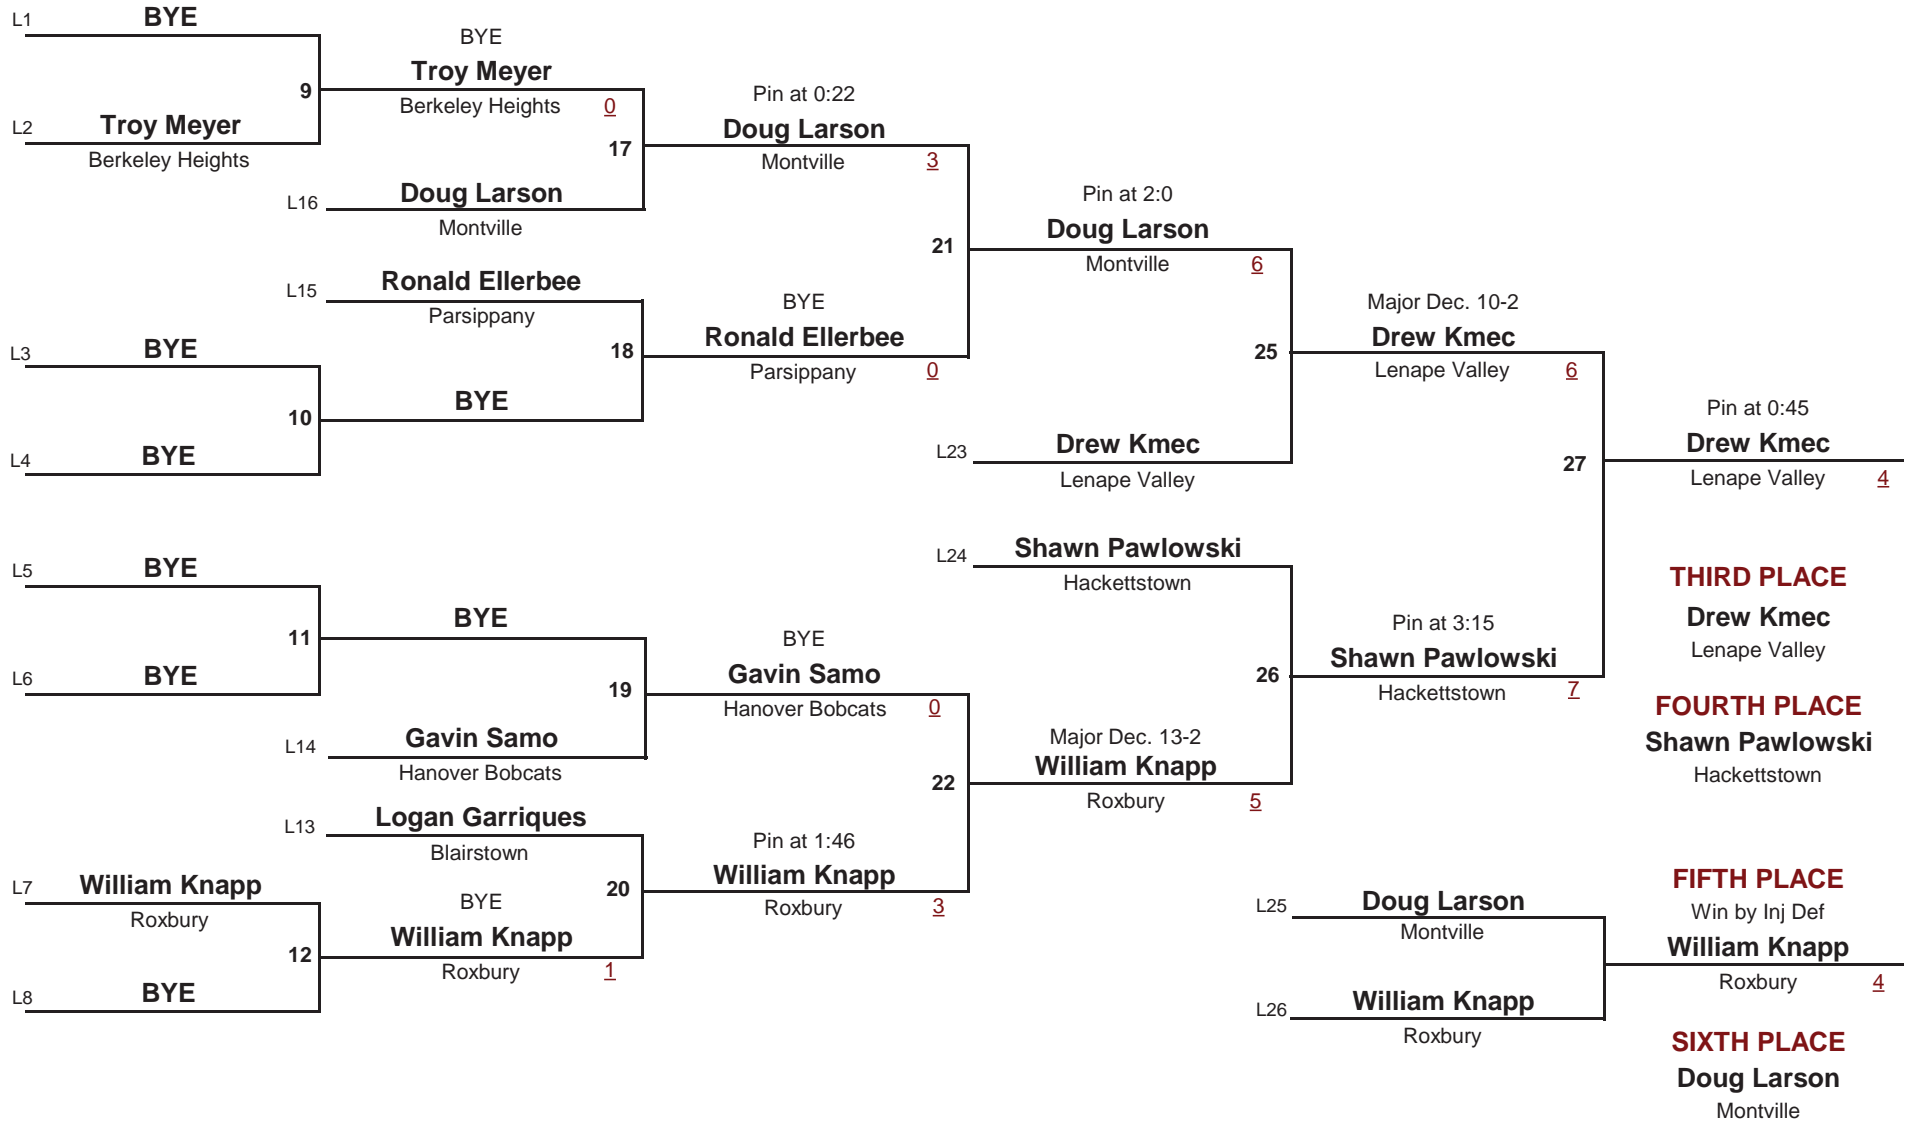 L1 BYE
9
L2 Troy Meyer
Berkeley Heights
BYE
Troy Meyer
Berkeley Heights 0
17
L16 Doug Larson
Montville
Pin at 0:22
Doug Larson
Montville 3
21
L15 Ronald Ellerbee
Parsippany
18
L3 BYE
10
L4 BYE
BYE
BYE
Ronald Ellerbee
Parsippany 0
Pin at 2:0
Doug Larson
Montville 6
25
L23 Drew Kmec
Lenape Valley
Major Dec. 10-2
Drew Kmec
Lenape Valley 6
27
Pin at 0:45
Drew Kmec
Lenape Valley 4
L5 BYE
11
L6 BYE
BYE
19
L14 Gavin Samo
Hanover Bobcats
BYE
Gavin Samo
Hanover Bobcats 0
22
L13 Logan Garriques
Blairstown
20
L7 William Knapp
Roxbury
12
L8 BYE
BYE
William Knapp
Roxbury 1
Pin at 1:46
William Knapp
Roxbury 3
L24 Shawn Pawlowski
Hackettstown
26
Major Dec. 13-2
William Knapp
Roxbury 5
Pin at 3:15
Shawn Pawlowski
Hackettstown 7
THIRD PLACE
Drew Kmec
Lenape Valley
FOURTH PLACE
Shawn Pawlowski
Hackettstown
L25 Doug Larson
Montville
L26 William Knapp
Roxbury
FIFTH PLACE
Win by Inj Def
William Knapp
Roxbury 4
SIXTH PLACE
Doug Larson
Montville